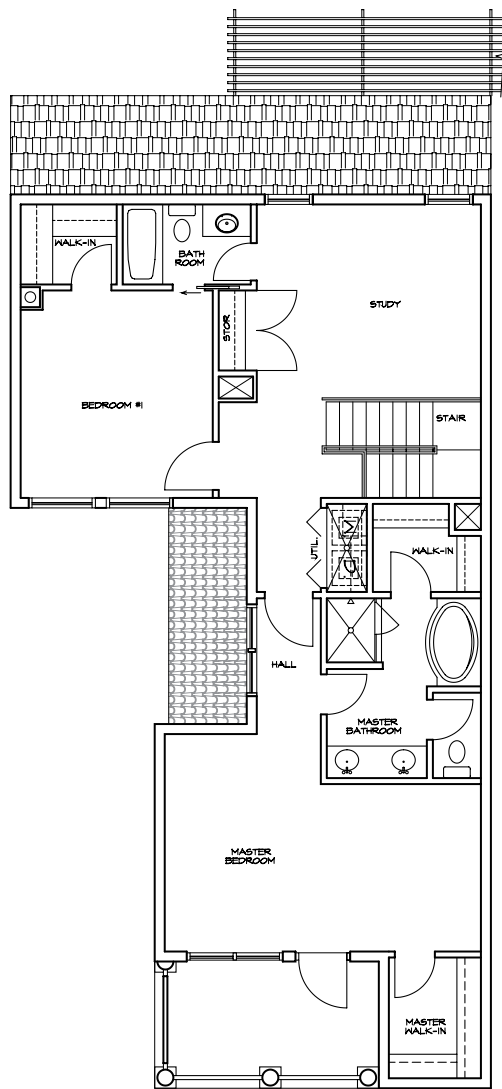 WALK-IN
BATH
ROOM
STOR
STUDY
BEDROOM #1
STAIR
UTIL.
W
D
WALK-IN
HALL
MASTER
BATHROOM
MASTER
BEDROOM
MASTER
WALK-IN